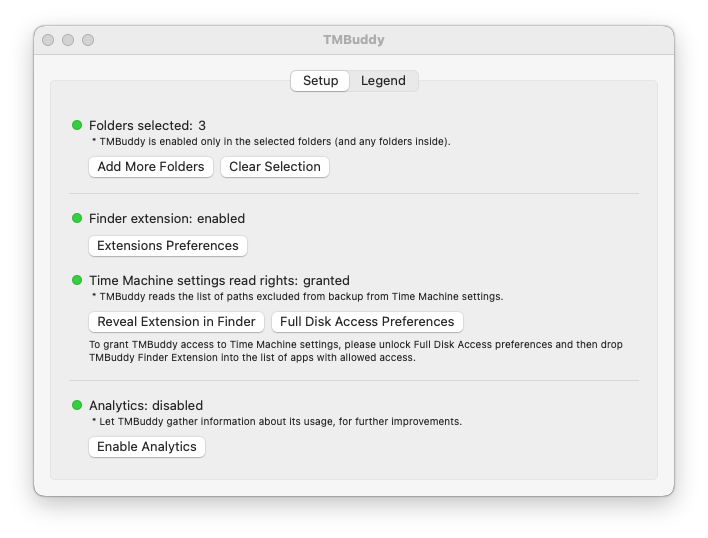 TMBuddy
Setup Legend
Folders selected: 3
* TMBuddy is enabled only in the selected folders (and any folders inside).
Add More Folders Clear Selection
Finder extension: enabled
Extensions Preferences
Time Machine settings read rights: granted
* TMBuddy reads the list of paths excluded from backup from Time Machine settings.
Reveal Extension in Finder Full Disk Access Preferences
To grant TMBuddy access to Time Machine settings, please unlock Full Disk Access preferences and then drop
TMBuddy Finder Extension into the list of apps with allowed access.
Analytics: disabled
* Let TMBuddy gather information about its usage, for further improvements.
Enable Analytics